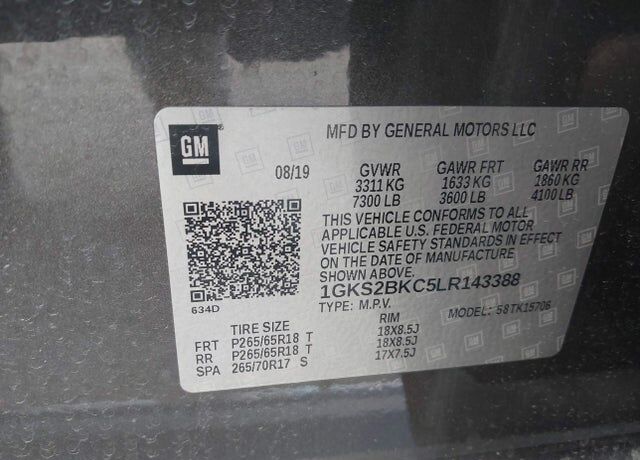 GM
MFD BY GENERAL MOTORS LLC
08/19 GVWR GAWR FRT GAWR RR
3311 KG 1633 KG 1860 KG
7300 LB 3600 LB 4100 LB
THIS VEHICLE CONFORMS TO ALL
APPLICABLE U.S. FEDERAL MOTOR
VEHICLE SAFETY STANDARDS IN EFFECT
ON THE DATE OF MANUFACTURE
SHOWN ABOVE.
1GKS2BKC5LR143388
TYPE: M.P.V. MODEL: 58TK15706
634D
TIRE SIZE RIM
FRT P265/65R18 T 18X8.5J
RR P265/65R18 T 18X8.5J
SPA 265/70R17 S 17X7.5J